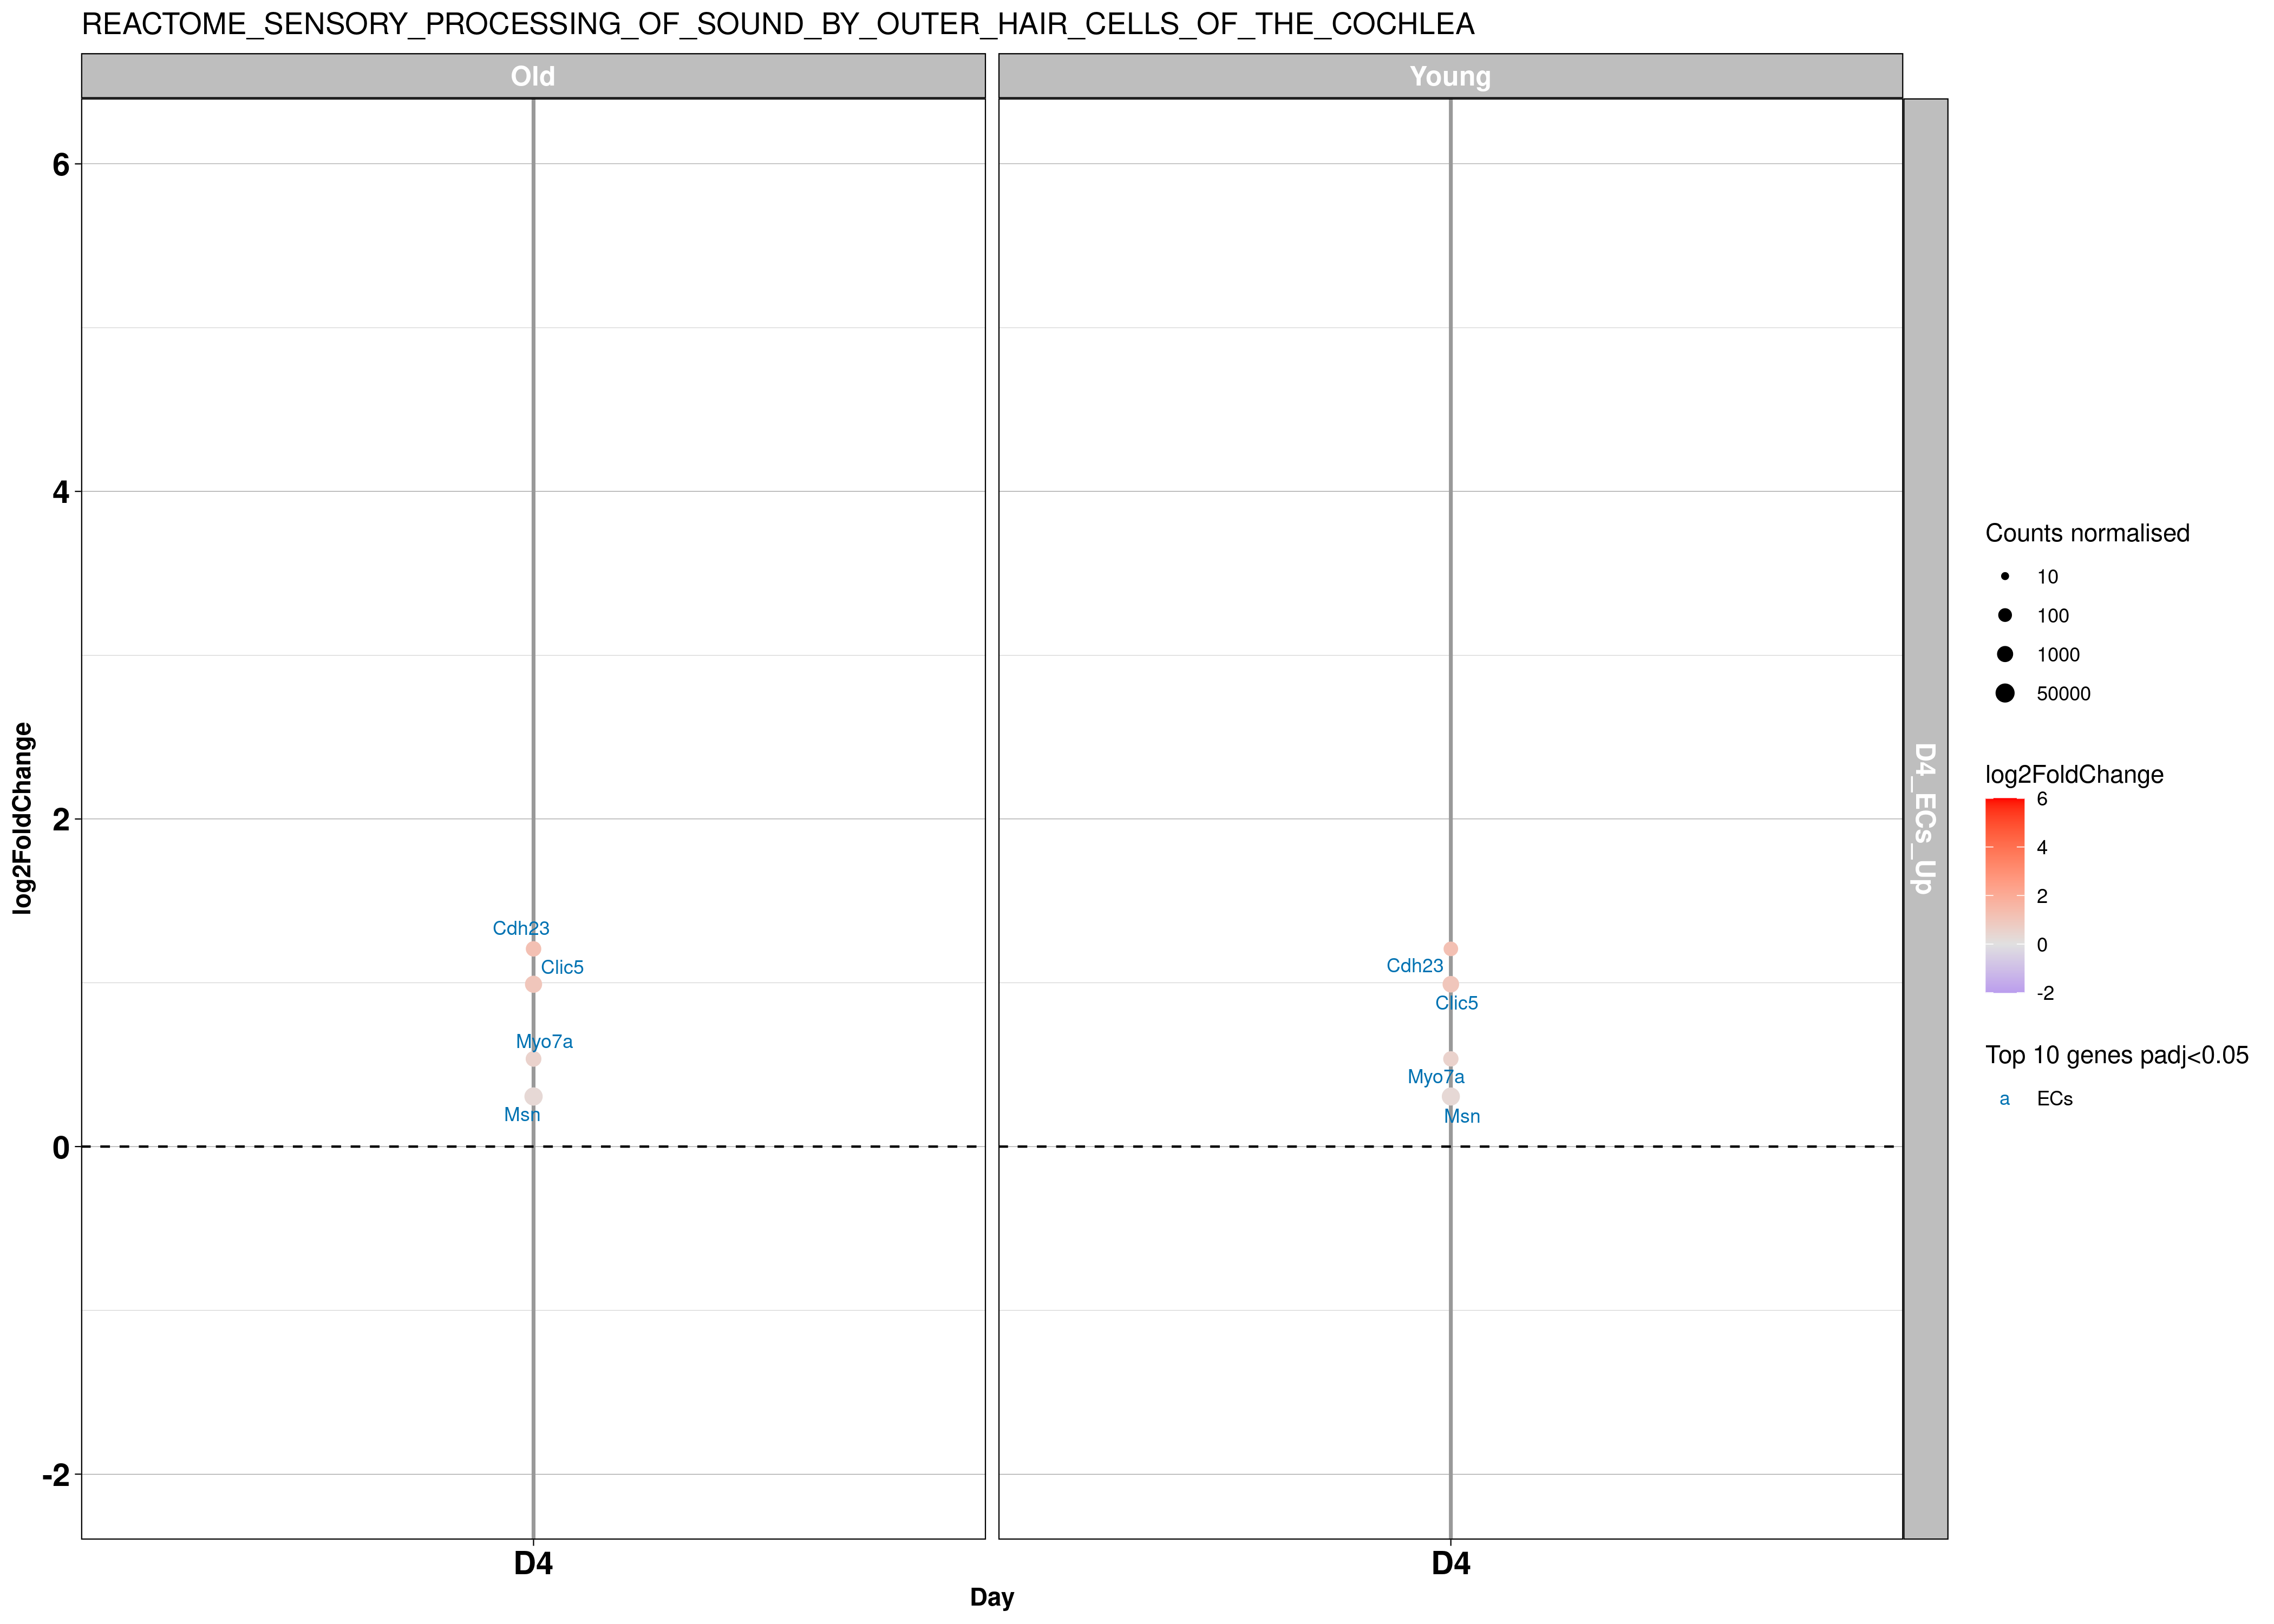 REACTOME_SENSORY_PROCESSING_OF_SOUND_BY_OUTER_HAIR_CELLS_OF_THE_COCHLEA
Old
Young
6
4
2
0
-2
log2FoldChange
Cdh23
Clic5
Myo7a
Msn
Cdh23
Clic5
Myo7a
Msn
D4_ECs_Up
D4
D4
Day
Counts normalised
10
100
1000
50000
log2FoldChange
6
4
2
0
-2
Top 10 genes padj<0.05
a ECs